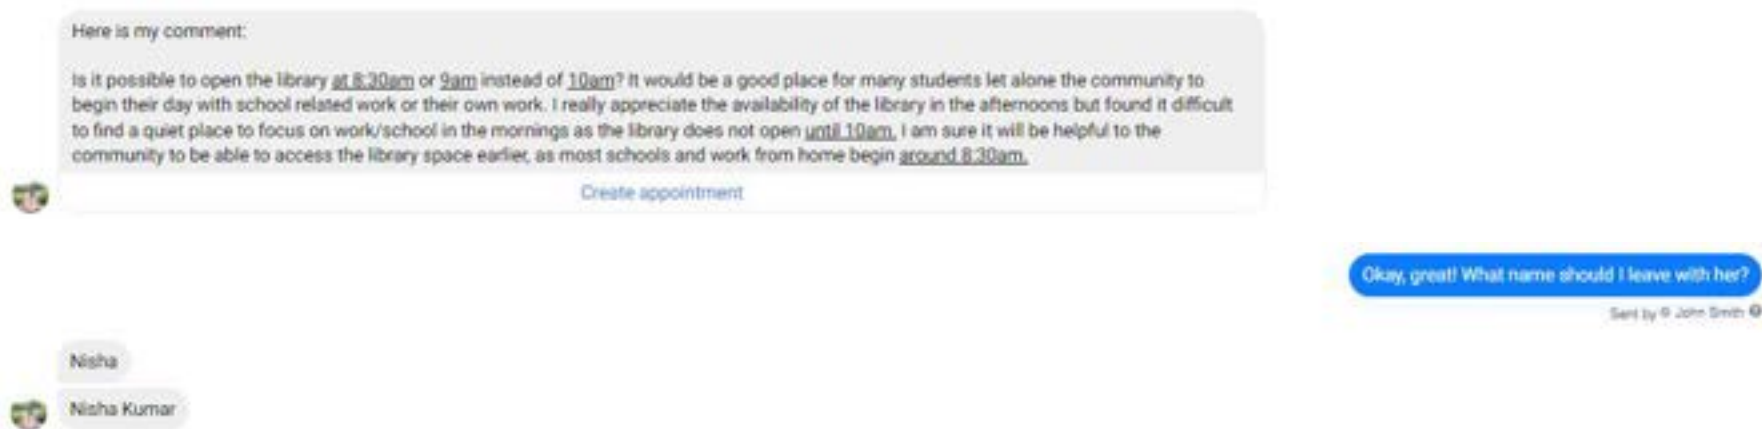 Here is my comment:
Is it possible to open the library at 8:30am or 9am instead of 10am? It would be a good place for many students let alone the community to
begin their day with school related work or their own work. I really appreciate the availability of the library in the afternoons but found it difficult
to find a quiet place to focus on work/school in the mornings as the library does not open until 10am. I am sure it will be helpful to the
community to be able to access the library space earlier, as most schools and work from home begin around 8:30am.
Create appointment
Okay, great! What name should I leave with her?
Sent by John Smith
Nisha
Nisha Kumar